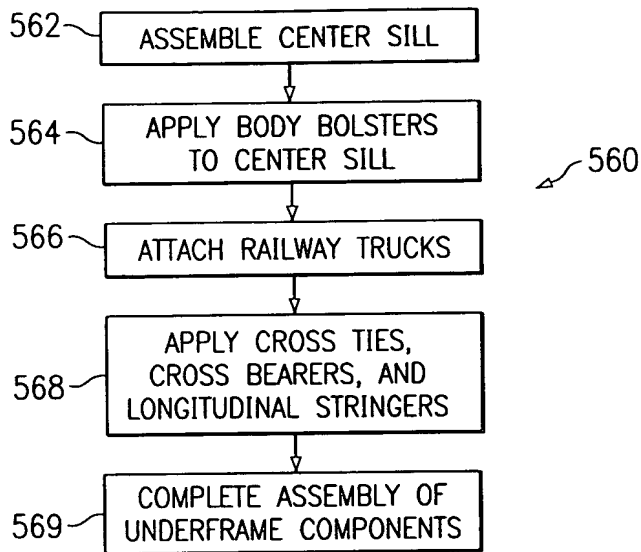 562
ASSEMBLE CENTER SILL
564
APPLY BODY BOLSTERS
TO CENTER SILL
560
566
ATTACH RAILWAY TRUCKS
568
APPLY CROSS TIES,
CROSS BEARERS, AND
LONGITUDINAL STRINGERS
569
COMPLETE ASSEMBLY OF
UNDERFRAME COMPONENTS